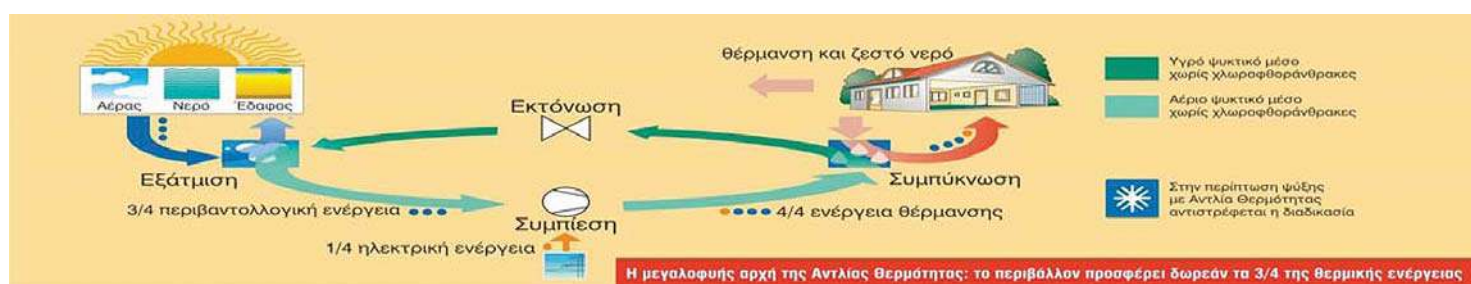 Αέρας
Νερό
Έδαφος
Εξάτμιση
3/4 περιβαντολλογική ενέργεια
Εκτόνωση
Συμπίεση
1/4 ηλεκτρική ενέργεια
θέρμανση και ζεστό νερό
Συμπύκνωση
4/4 ενέργεια θέρμανσης
Υγρό ψυκτικό μέσο
χωρίς χλωροφθοράνθρακες
Αέριο ψυκτικό μέσο
χωρίς χλωροφθοράνθρακες
Στην περίπτωση ψύξης
με Αντλία Θερμότητας
αντιστρέφεται η διαδικασία
Η μεγαλοφυής αρχή της Αντλίας Θερμότητας: το περιβάλλον προσφέρει δωρεάν τα 3/4 της θερμικής ενέργειας